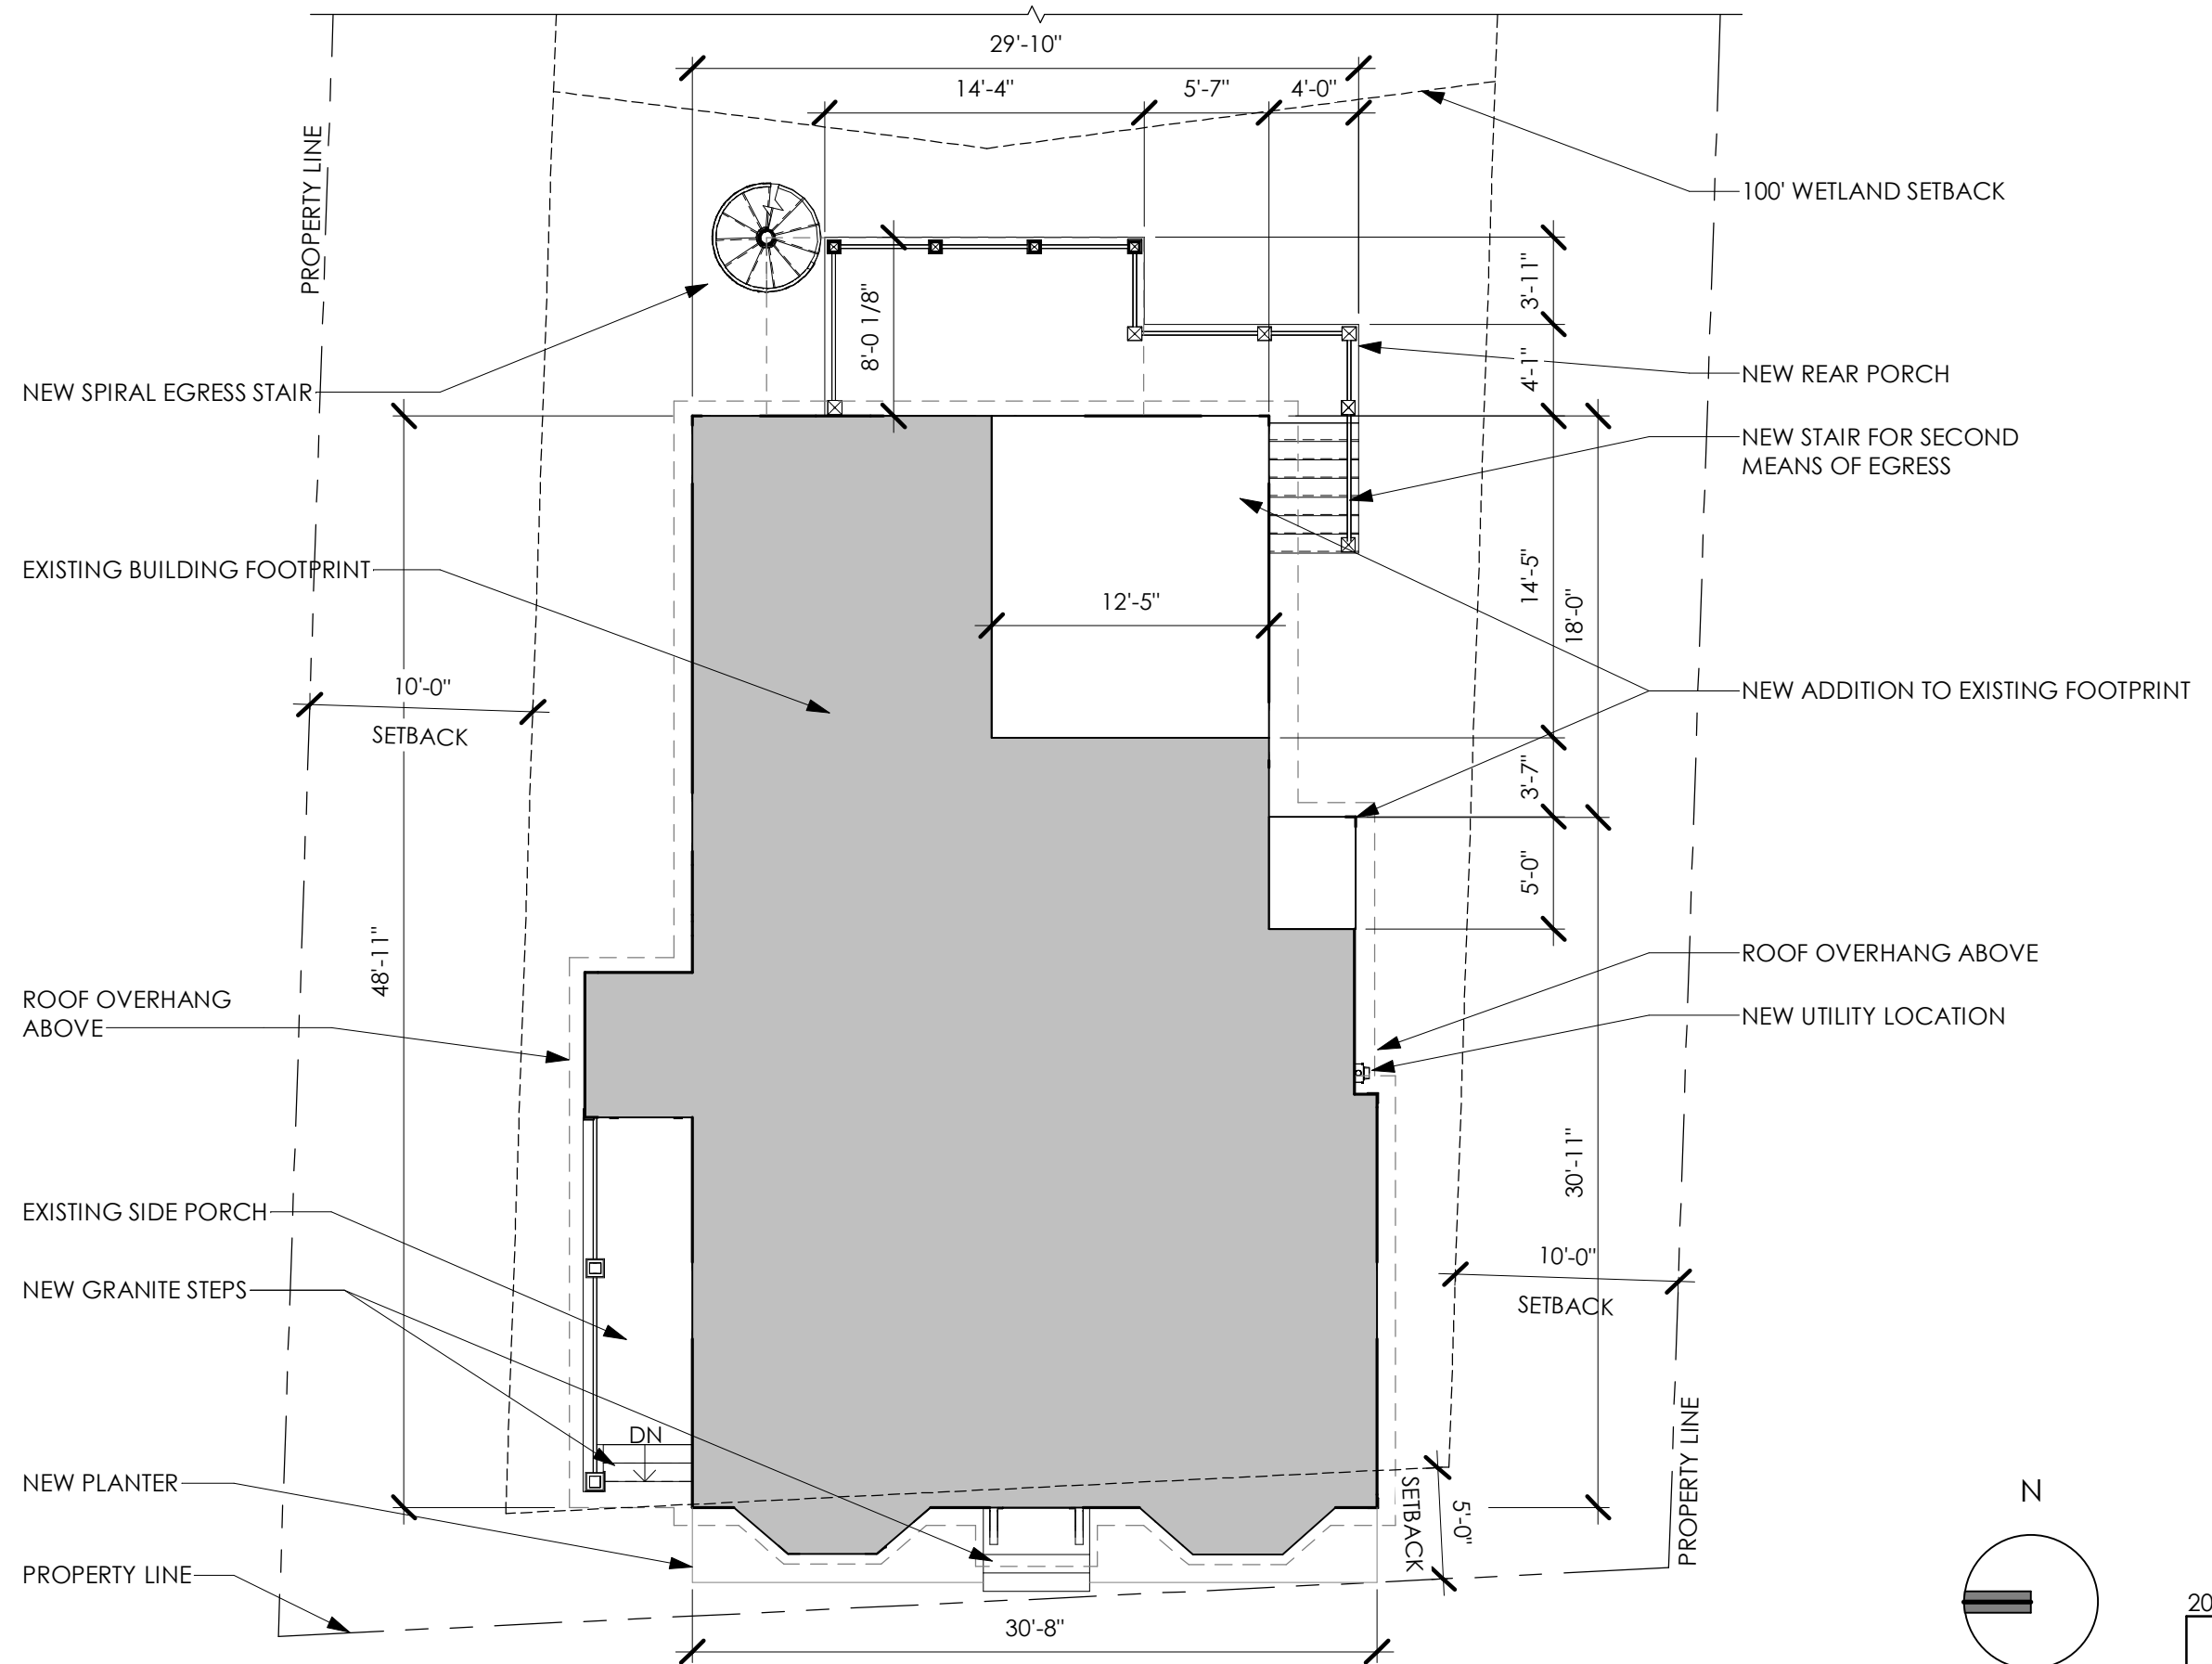 29'-10"
14'-4"
5'-7"
4'-0"
PROPERTY LINE
100' WETLAND SETBACK
3'-11"
8'-0 1/8"
4'-1"
NEW REAR PORCH
NEW SPIRAL EGRESS STAIR
NEW STAIR FOR SECOND
MEANS OF EGRESS
EXISTING BUILDING FOOTPRINT
14'-5"
18'-0"
12'-5"
10'-0"
SETBACK
NEW ADDITION TO EXISTING FOOTPRINT
3'-7"
5'-0"
48'-11"
ROOF OVERHANG ABOVE
ROOF OVERHANG
ABOVE
NEW UTILITY LOCATION
30'-11"
EXISTING SIDE PORCH
10'-0"
SETBACK
NEW GRANITE STEPS
DN
PROPERTY LINE
NEW PLANTER
SETBACK
5'-0"
N
PROPERTY LINE
30'-8"
20